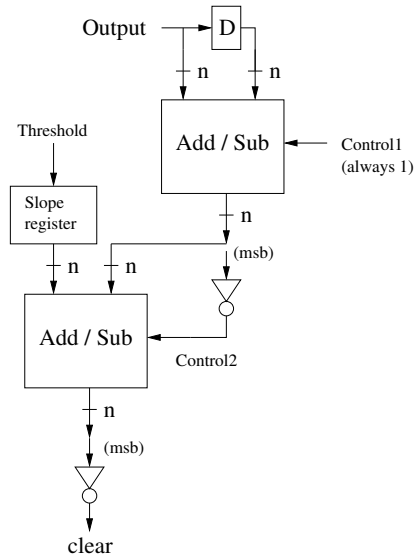 Output
D
n
n
Threshold
Add / Sub
Control1
(always 1)
Slope
register
n
n
n
(msb)
Add / Sub
Control2
n
(msb)
clear